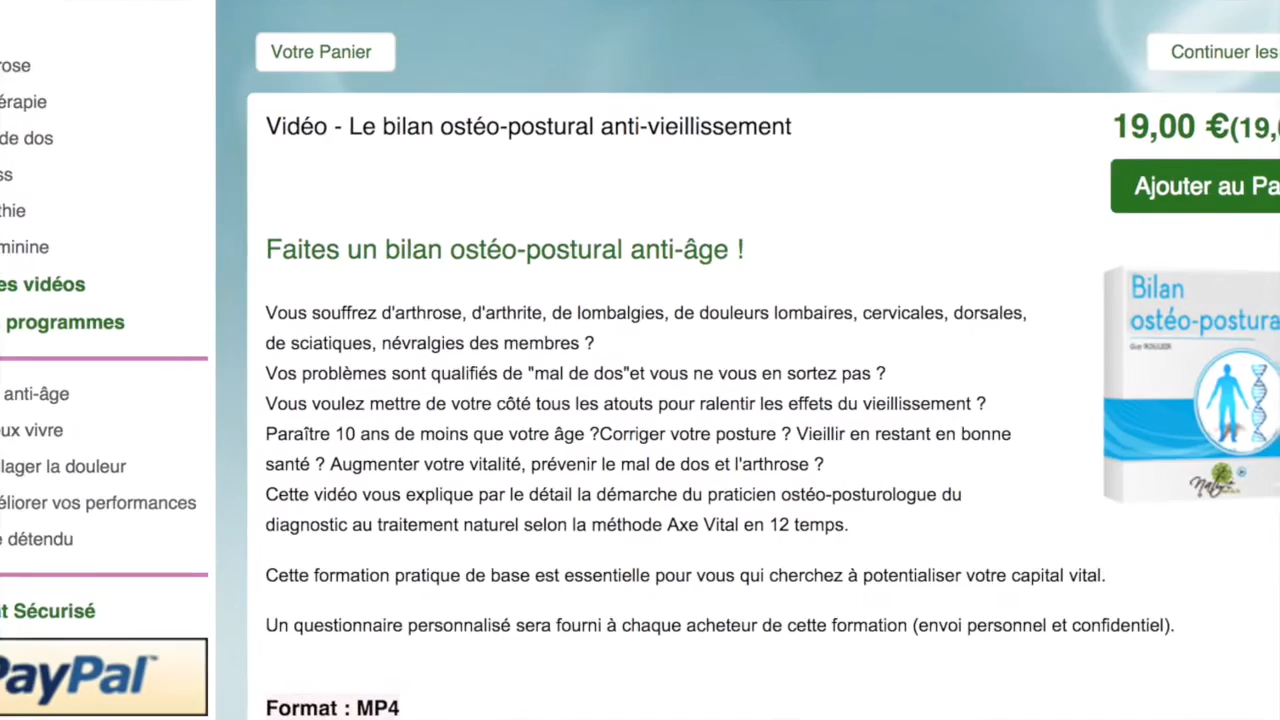 rose
érapie
de dos
ss
thie
minine
es vidéos
programmes
anti-âge
ux vivre
lager la douleur
éliorer vos performances
détendu
t Sécurisé
PayPal™
Votre Panier
Continuer les
Vidéo - Le bilan ostéo-postural anti-vieillissement
19,00 €(19,
Ajouter au Pa
Faites un bilan ostéo-postural anti-âge !
Vous souffrez d'arthrose, d'arthrite, de lombalgies, de douleurs lombaires, cervicales, dorsales,
de sciatiques, névralgies des membres ?
Vos problèmes sont qualifiés de "mal de dos"et vous ne vous en sortez pas ?
Vous voulez mettre de votre côté tous les atouts pour ralentir les effets du vieillissement ?
Paraître 10 ans de moins que votre âge ?Corriger votre posture ? Vieillir en restant en bonne
santé ? Augmenter votre vitalité, prévenir le mal de dos et l'arthrose ?
Cette vidéo vous explique par le détail la démarche du praticien ostéo-posturologue du
diagnostic au traitement naturel selon la méthode Axe Vital en 12 temps.
Cette formation pratique de base est essentielle pour vous qui cherchez à potentialiser votre capital vital.
Un questionnaire personnalisé sera fourni à chaque acheteur de cette formation (envoi personnel et confidentiel).
Format : MP4
Bilan
ostéo-postura